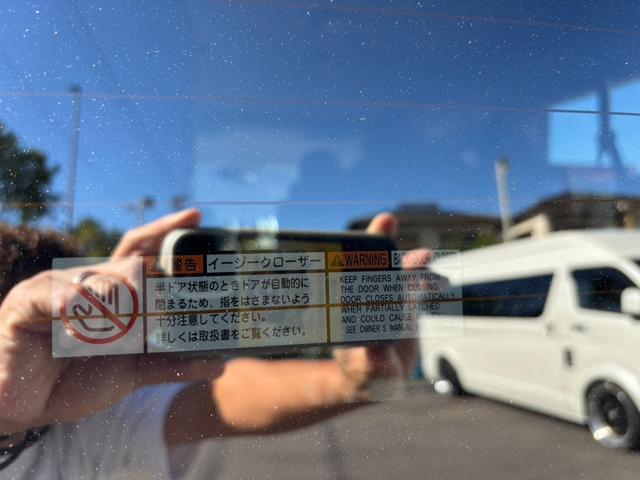 警告 イージークローザー
半ドア状態のときドアが自動的に
閉まるため、指をはさまないよう
十分注意してください。
詳しくは取扱書をご覧ください。
WARNING BACK DOOR CLOSER
KEEP FINGERS AWAY FROM
THE DOOR WHEN CLOSING.
DOOR CLOSES AUTOMATICALLY
WHEN PARTIALLY LATCHED
AND COULD CAUSE
SEE OWNER'S MANUAL